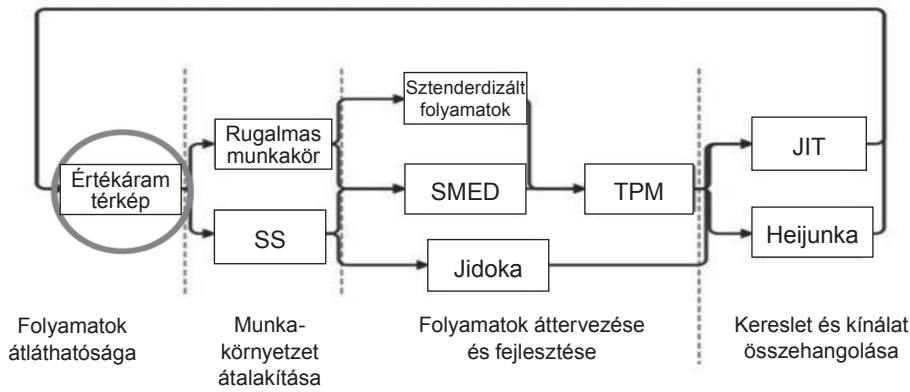 Sztenderdizált
folyamatok
Rugalmas
munkakör
JIT
Értékáram
térkép
SMED
TPM
SS
Heijunka
Jidoka
Folyamatok
átláthatósága
Munka-
környetzet
átalakítása
Folyamatok áttervezése
és fejlesztése
Kereslet és kínálat
összehangolása